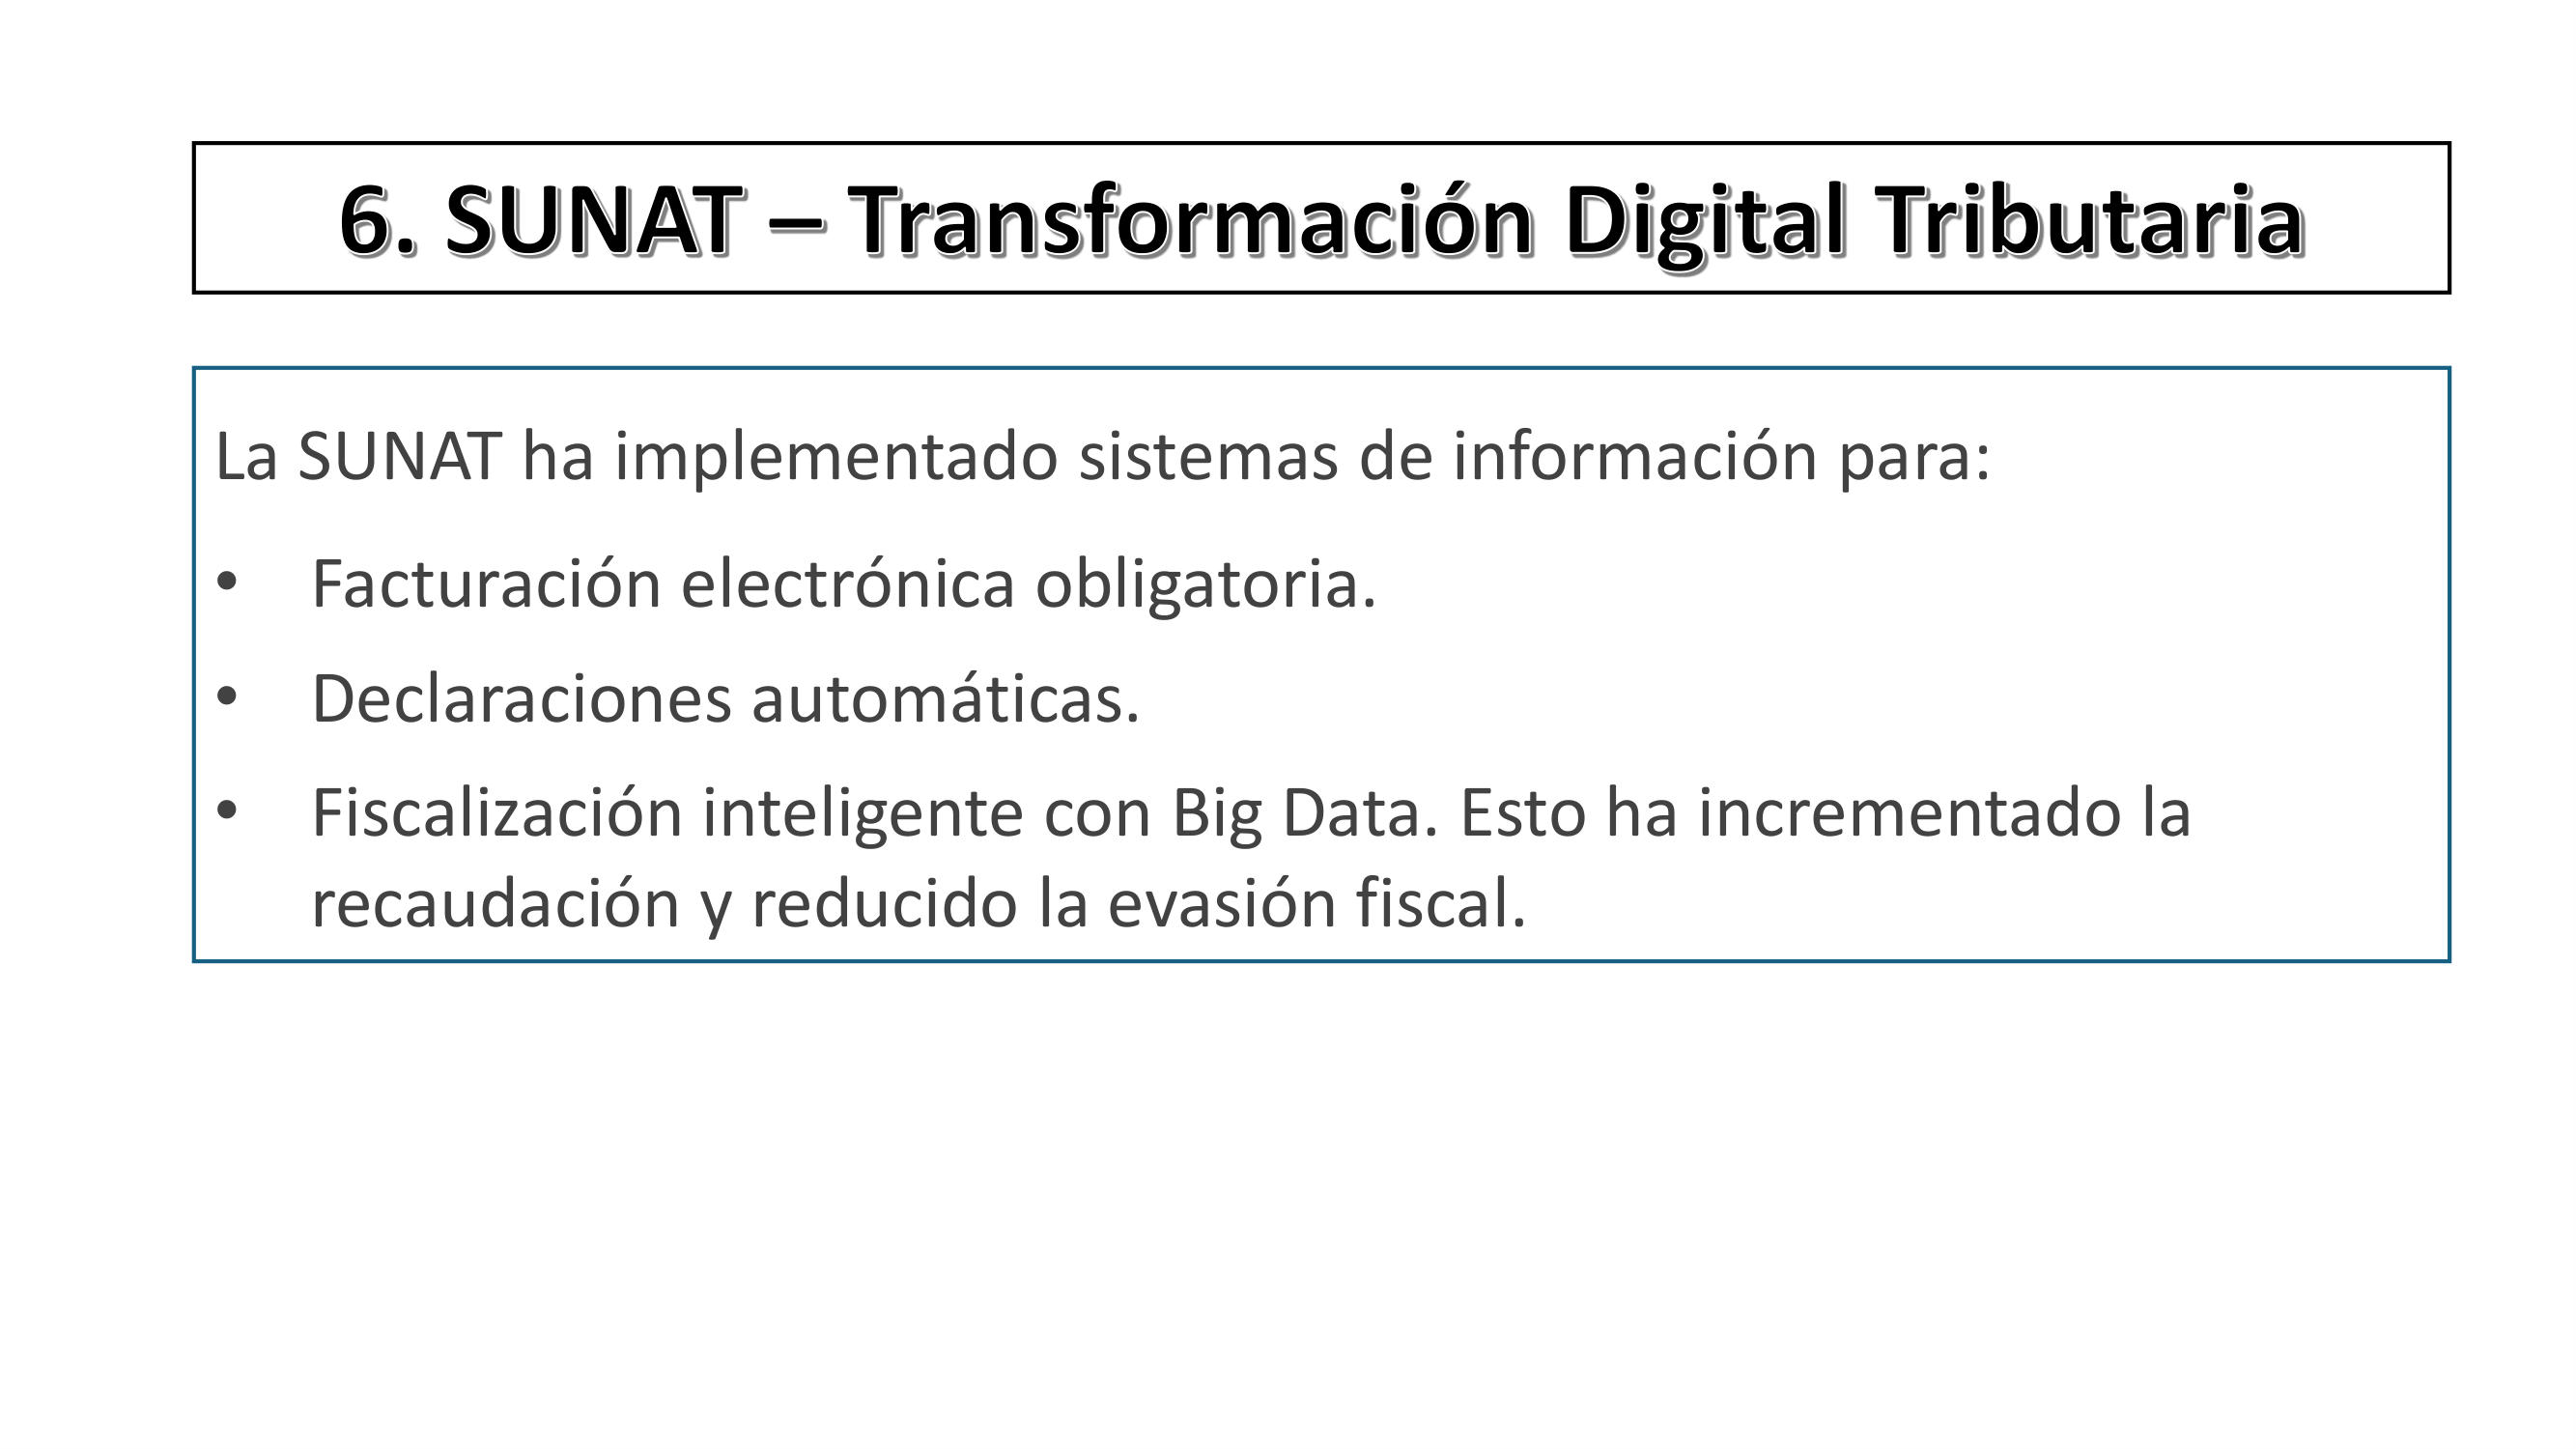 6. SUNAT – Transformación Digital Tributaria
La SUNAT ha implementado sistemas de información para:
• Facturación electrónica obligatoria.
• Declaraciones automáticas.
• Fiscalización inteligente con Big Data. Esto ha incrementado la
recaudación y reducido la evasión fiscal.